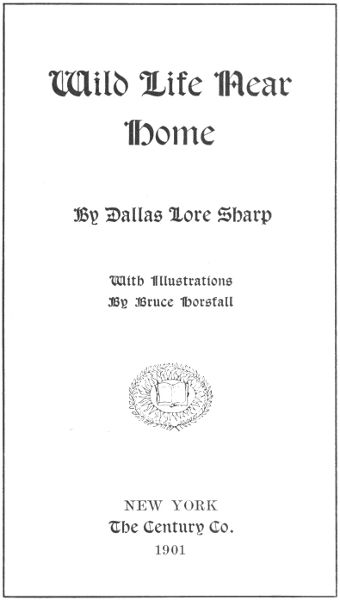 Wild Life Near
Home
By Dallas Lore Sharp
With Illustrations
By Bruce Horsfall
NEW YORK
The Century Co.
1901